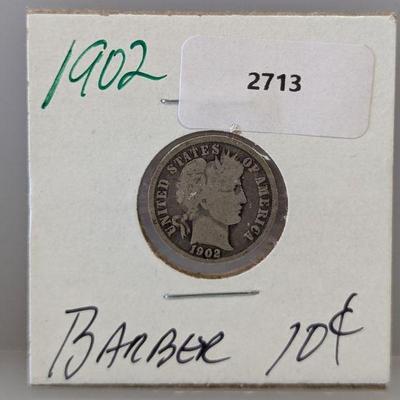 1902
2713
UNITED STATES OF AMERICA
1902
BARBER 10¢